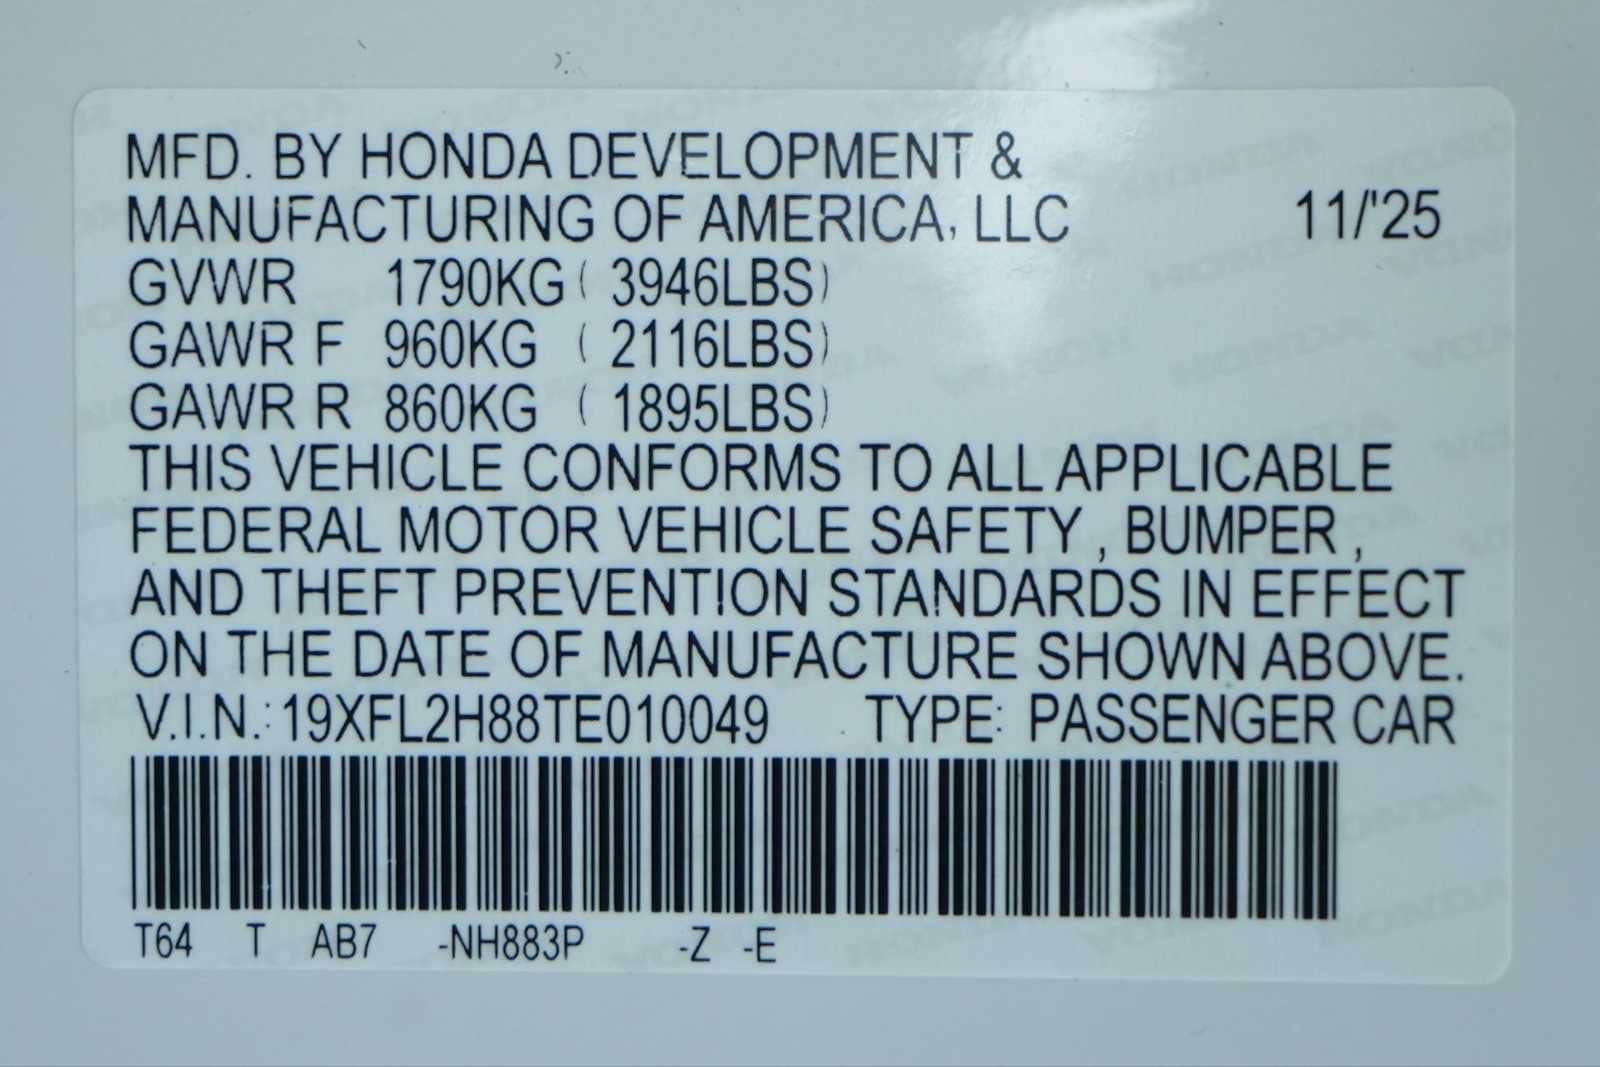 MFD. BY HONDA DEVELOPMENT &
MANUFACTURING OF AMERICA, LLC 11/'25
GVWR 1790KG ( 3946LBS)
GAWR F 960KG ( 2116LBS)
GAWR R 860KG ( 1895LBS)
THIS VEHICLE CONFORMS TO ALL APPLICABLE
FEDERAL MOTOR VEHICLE SAFETY , BUMPER ,
AND THEFT PREVENTION STANDARDS IN EFFECT
ON THE DATE OF MANUFACTURE SHOWN ABOVE.
V.I.N.: 19XFL2H88TE010049 TYPE: PASSENGER CAR
T64 T AB7 -NH883P -Z -E